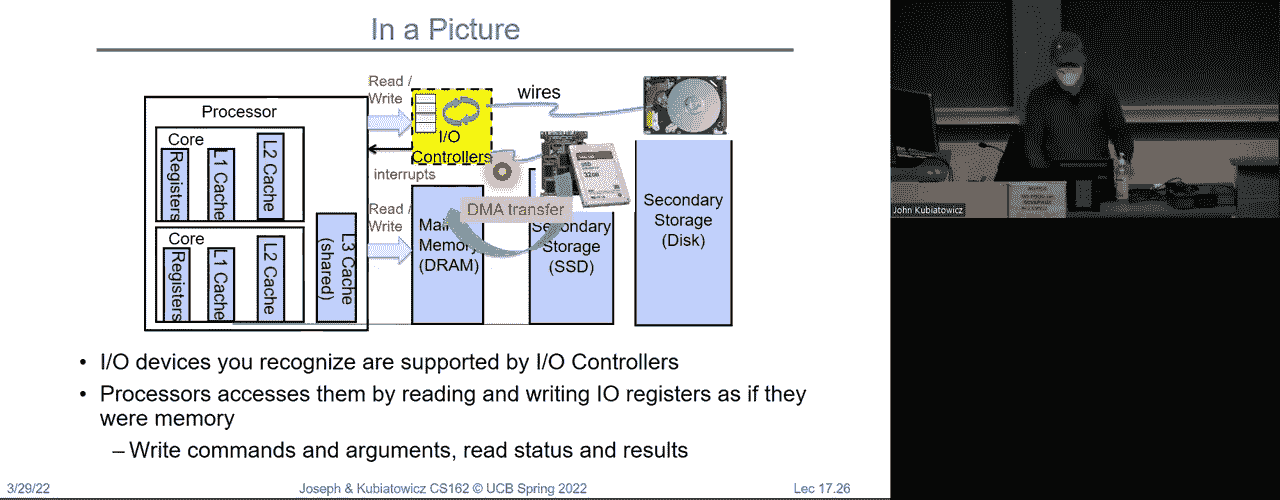 In a Picture
Read /
Write
wires
Processor
I/O
Controllers
Core
Registers
L1 Cache
L2 Cache
interrupts
DMA transfer
Read /
Write
Main
Memory
(DRAM)
Secondary
Storage
(SSD)
Secondary
Storage
(Disk)
Core
Registers
L1 Cache
L2 Cache
L3 Cache
(shared)
• I/O devices you recognize are supported by I/O Controllers
• Processors accesses them by reading and writing IO registers as if they
were memory
– Write commands and arguments, read status and results
3/29/22
Joseph & Kubiatowicz CS162 © UCB Spring 2022
Lec 17.26
John Kubiatowicz